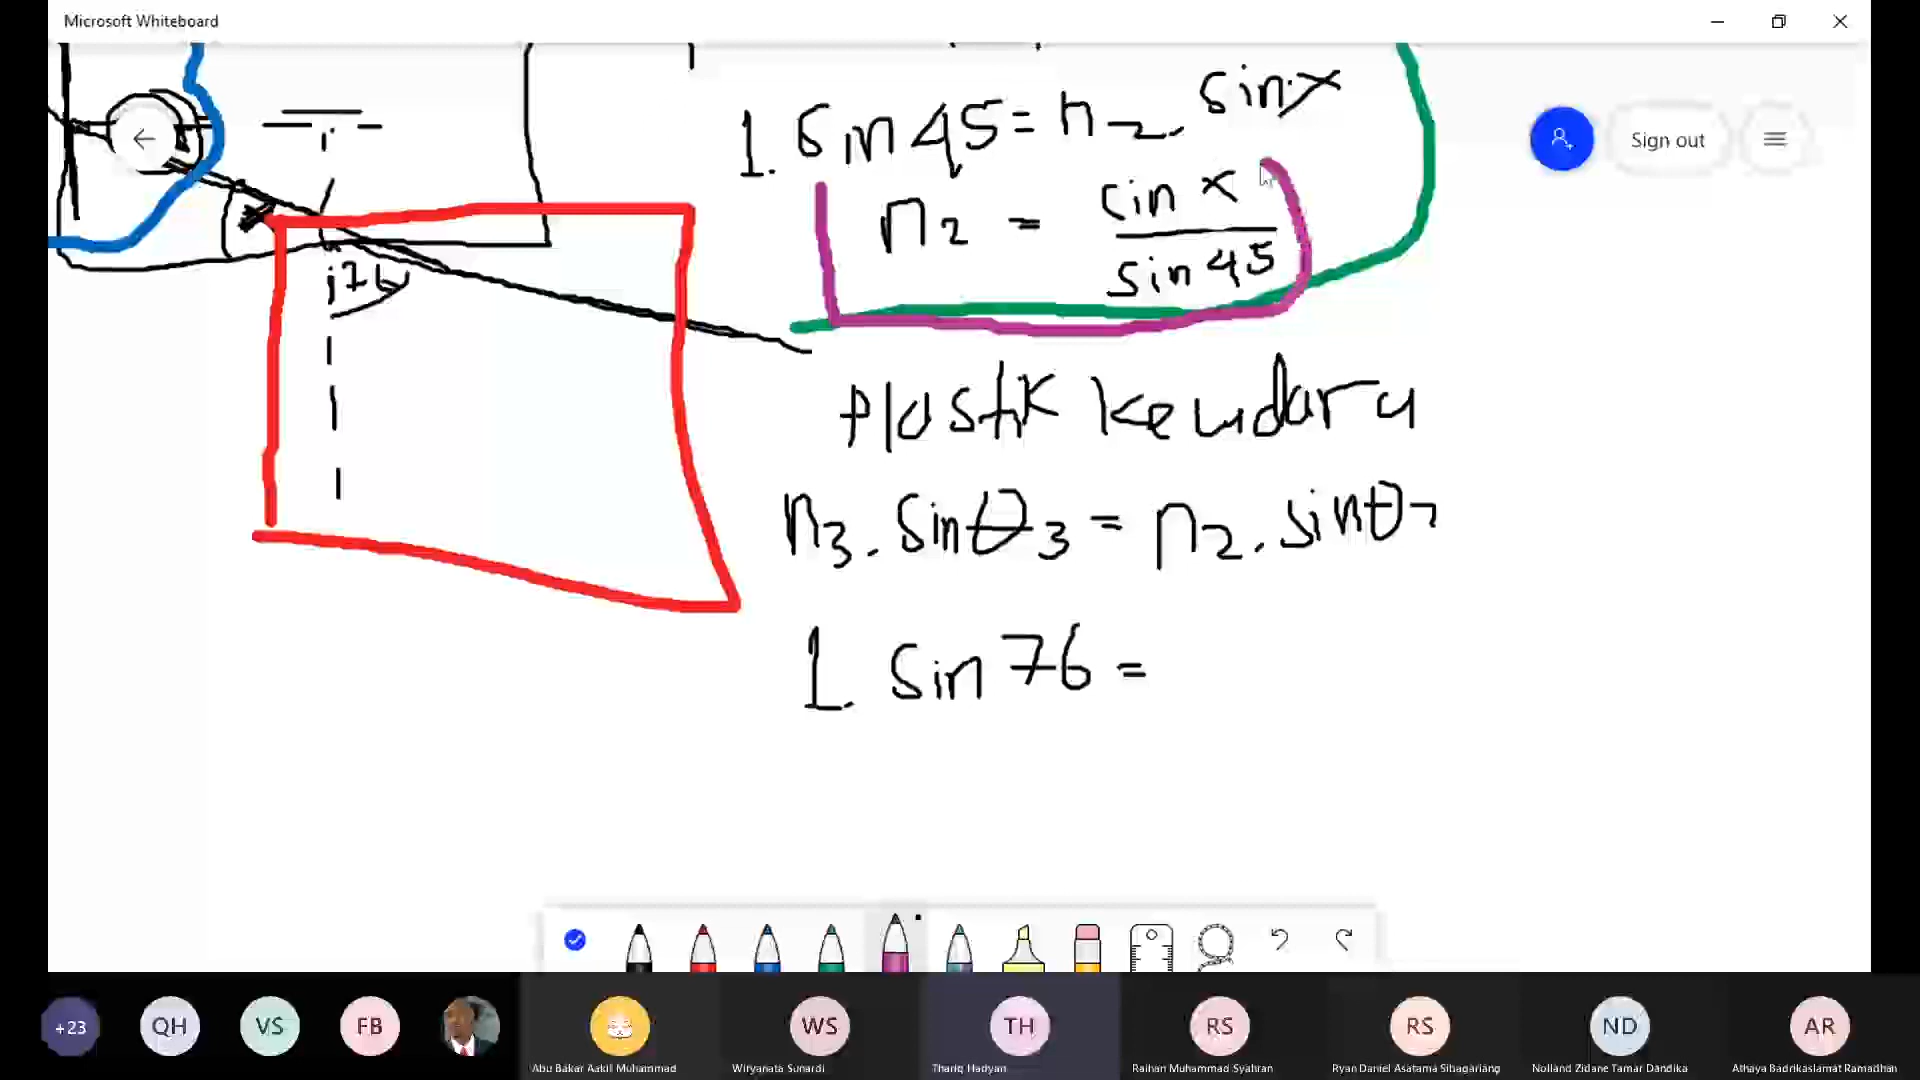 Microsoft Whiteboard
1. sin 45 = n2. sin x
n2 = sin x / sin 45
Sign out
i 76
Plastik ke udara
n3. sin θ3 = n2. sin θ2
1. sin 76 =
+23 QH VS FB WS TH RS RS ND AR
Abu Bakar Aakil Muhammad Wiryanata Sunardi Thariq Hadyan Raihan Muhammad Syahran Ryan Daniel Asatama Sibagariang Nolland Zidane Tamar Dandika Athaya Badrikaslamat Ramadhan